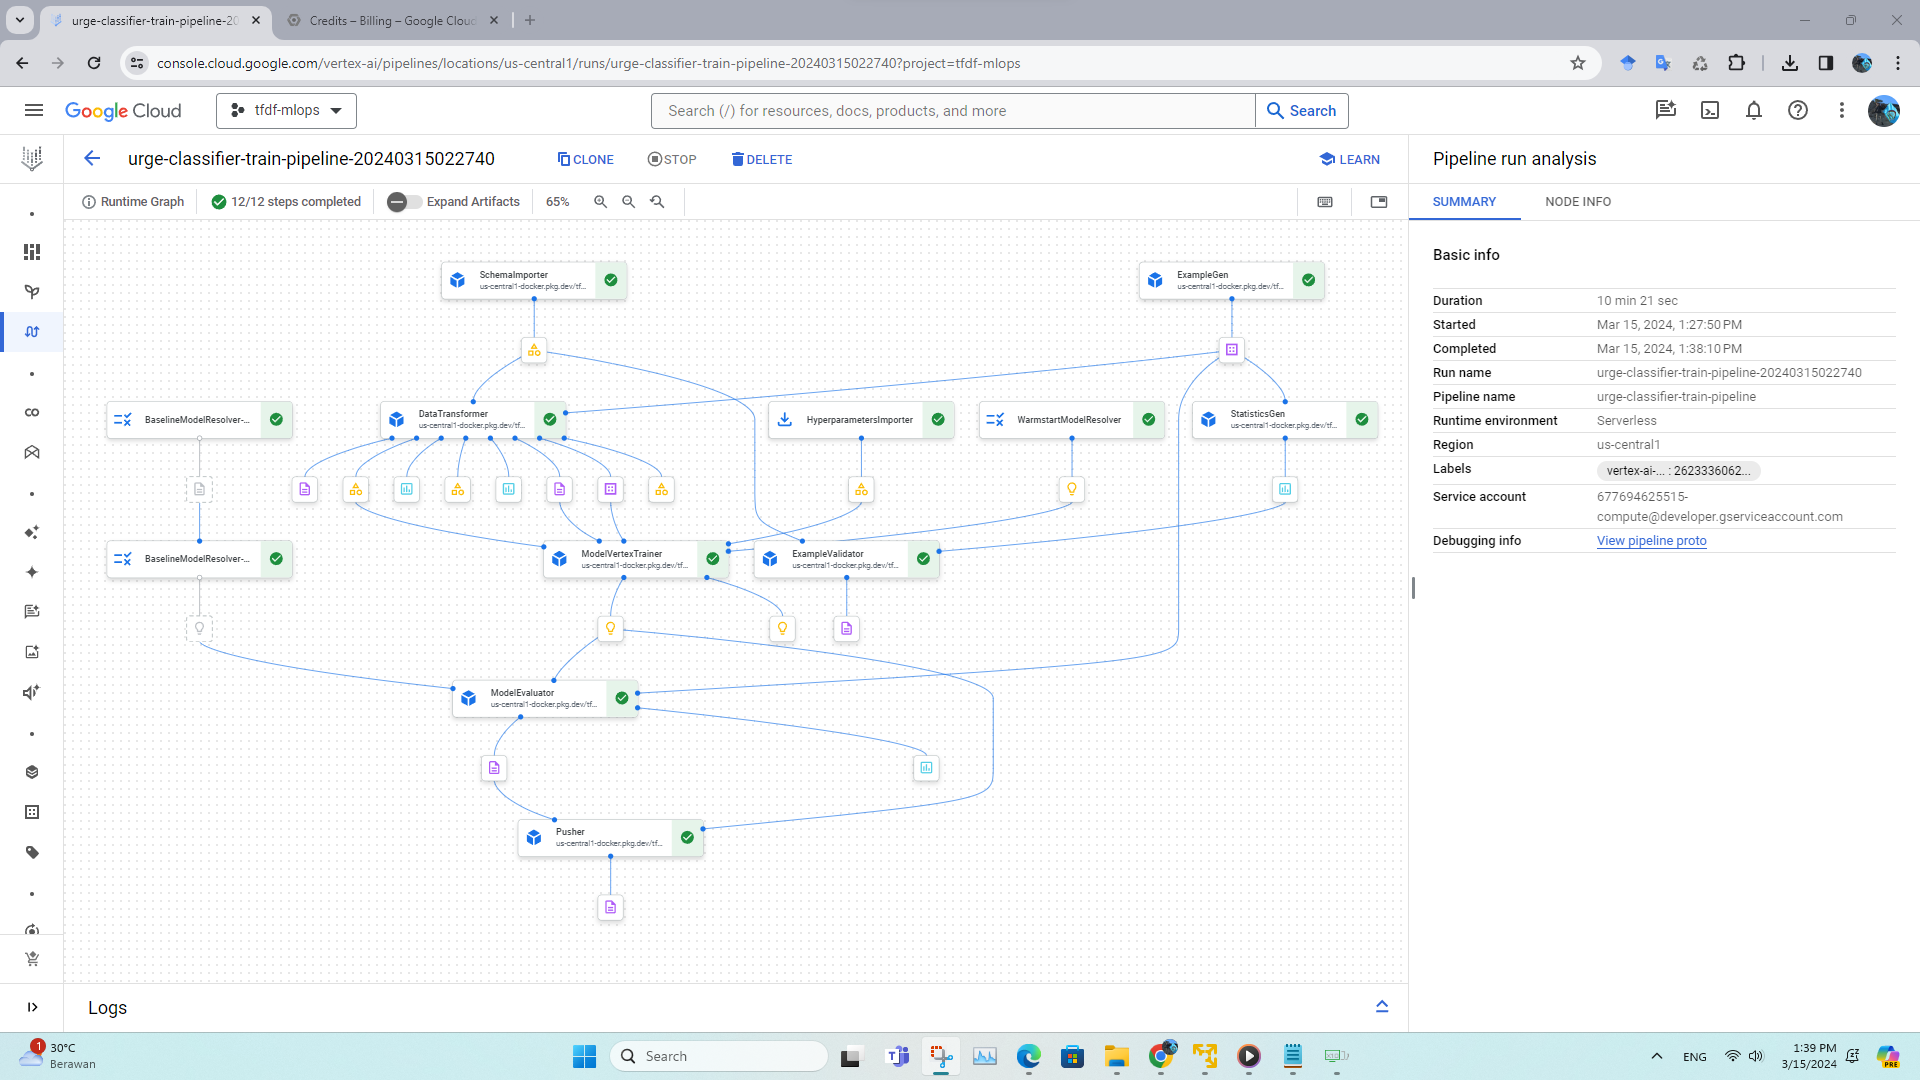 urge-classifier-train-pipeline-20
Credits – Billing – Google Cloud
console.cloud.google.com/vertex-ai/pipelines/locations/us-central1/runs/urge-classifier-train-pipeline-20240315022740?project=tfdf-mlops
Google Cloud
tfdf-mlops
Search (/) for resources, docs, products, and more
Search
urge-classifier-train-pipeline-20240315022740
CLONE
STOP
DELETE
LEARN
Pipeline run analysis
Runtime Graph
12/12 steps completed
Expand Artifacts
65%
SUMMARY
NODE INFO
SchemaImporter
us-central1-docker.pkg.dev/tf...
ExampleGen
us-central1-docker.pkg.dev/tf...
BaselineModelResolver-...
DataTransformer
us-central1-docker.pkg.dev/tf...
HyperparametersImporter
WarmstartModelResolver
StatisticsGen
us-central1-docker.pkg.dev/tf...
BaselineModelResolver-...
ModelVertexTrainer
us-central1-docker.pkg.dev/tf...
ExampleValidator
us-central1-docker.pkg.dev/tf...
ModelEvaluator
us-central1-docker.pkg.dev/tf...
Pusher
us-central1-docker.pkg.dev/tf...
Basic info
Duration 10 min 21 sec
Started Mar 15, 2024, 1:27:50 PM
Completed Mar 15, 2024, 1:38:10 PM
Run name urge-classifier-train-pipeline-20240315022740
Pipeline name urge-classifier-train-pipeline
Runtime environment Serverless
Region us-central1
Labels vertex-ai-... : 2623336062...
Service account 677694625515-
compute@developer.gserviceaccount.com
Debugging info View pipeline proto
Logs
1
30°C
Berawan
Search
ENG
1:39 PM
3/15/2024
PRE